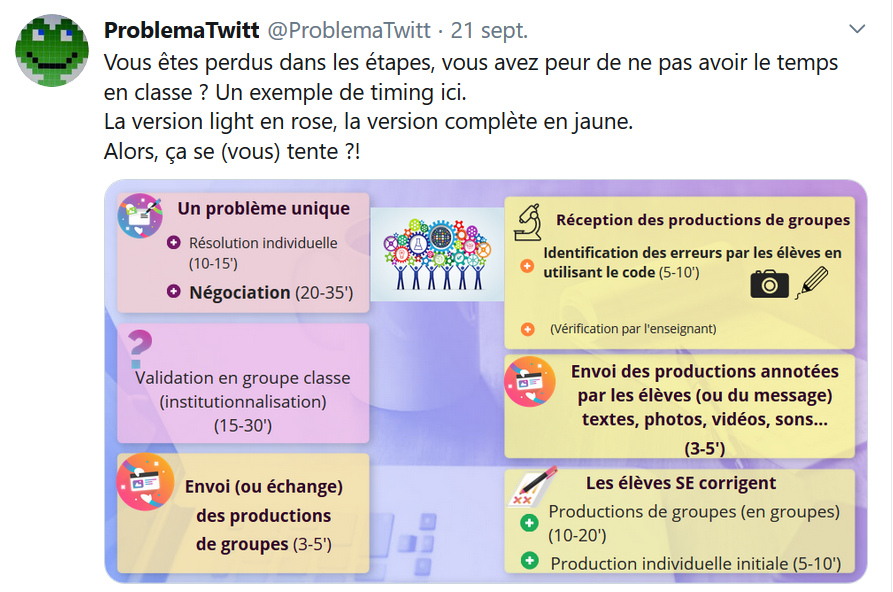 ProblemaTwitt @ProblemaTwitt · 21 sept.
Vous êtes perdus dans les étapes, vous avez peur de ne pas avoir le temps
en classe ? Un exemple de timing ici.
La version light en rose, la version complète en jaune.
Alors, ça se (vous) tente ?!
Un problème unique
Résolution individuelle
(10-15')
Négociation (20-35')
?
Validation en groupe classe
(institutionnalisation)
(15-30')
Envoi (ou échange)
des productions
de groupes (3-5')
Réception des productions de groupes
Identification des erreurs par les élèves en
utilisant le code (5-10')
(Vérification par l'enseignant)
Envoi des productions annotées
par les élèves (ou du message)
textes, photos, vidéos, sons...
(3-5')
Les élèves SE corrigent
Productions de groupes (en groupes)
(10-20')
Production individuelle initiale (5-10')